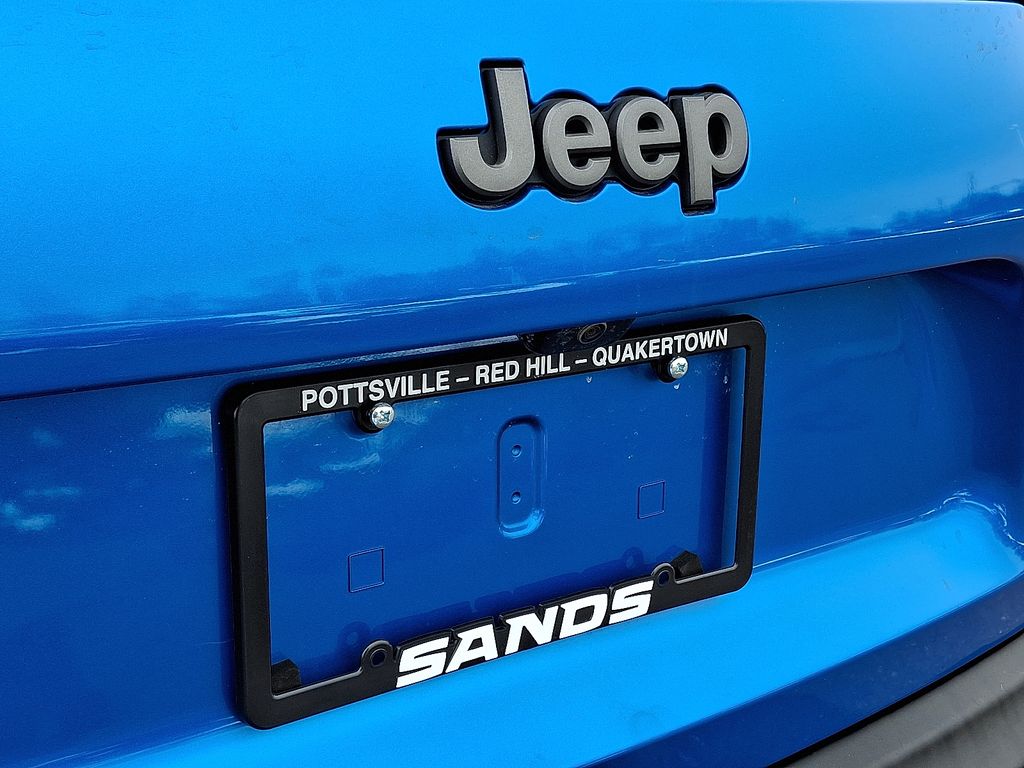 Jeep
POTTSVILLE – RED HILL – QUAKERTOWN
SANDS